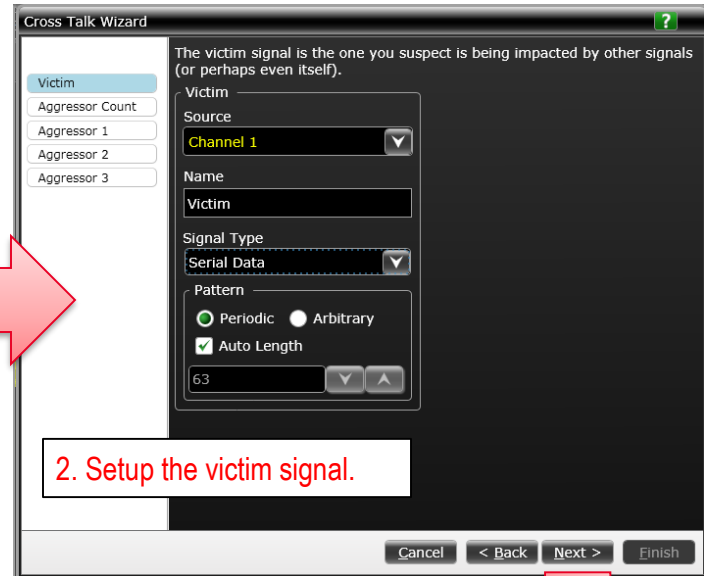 Cross Talk Wizard
?
Victim
Aggressor Count
Aggressor 1
Aggressor 2
Aggressor 3
The victim signal is the one you suspect is being impacted by other signals
(or perhaps even itself).
Victim
Source
Channel 1
Name
Victim
Signal Type
Serial Data
Pattern
Periodic Arbitrary
Auto Length
63
2. Setup the victim signal.
Cancel < Back Next > Finish